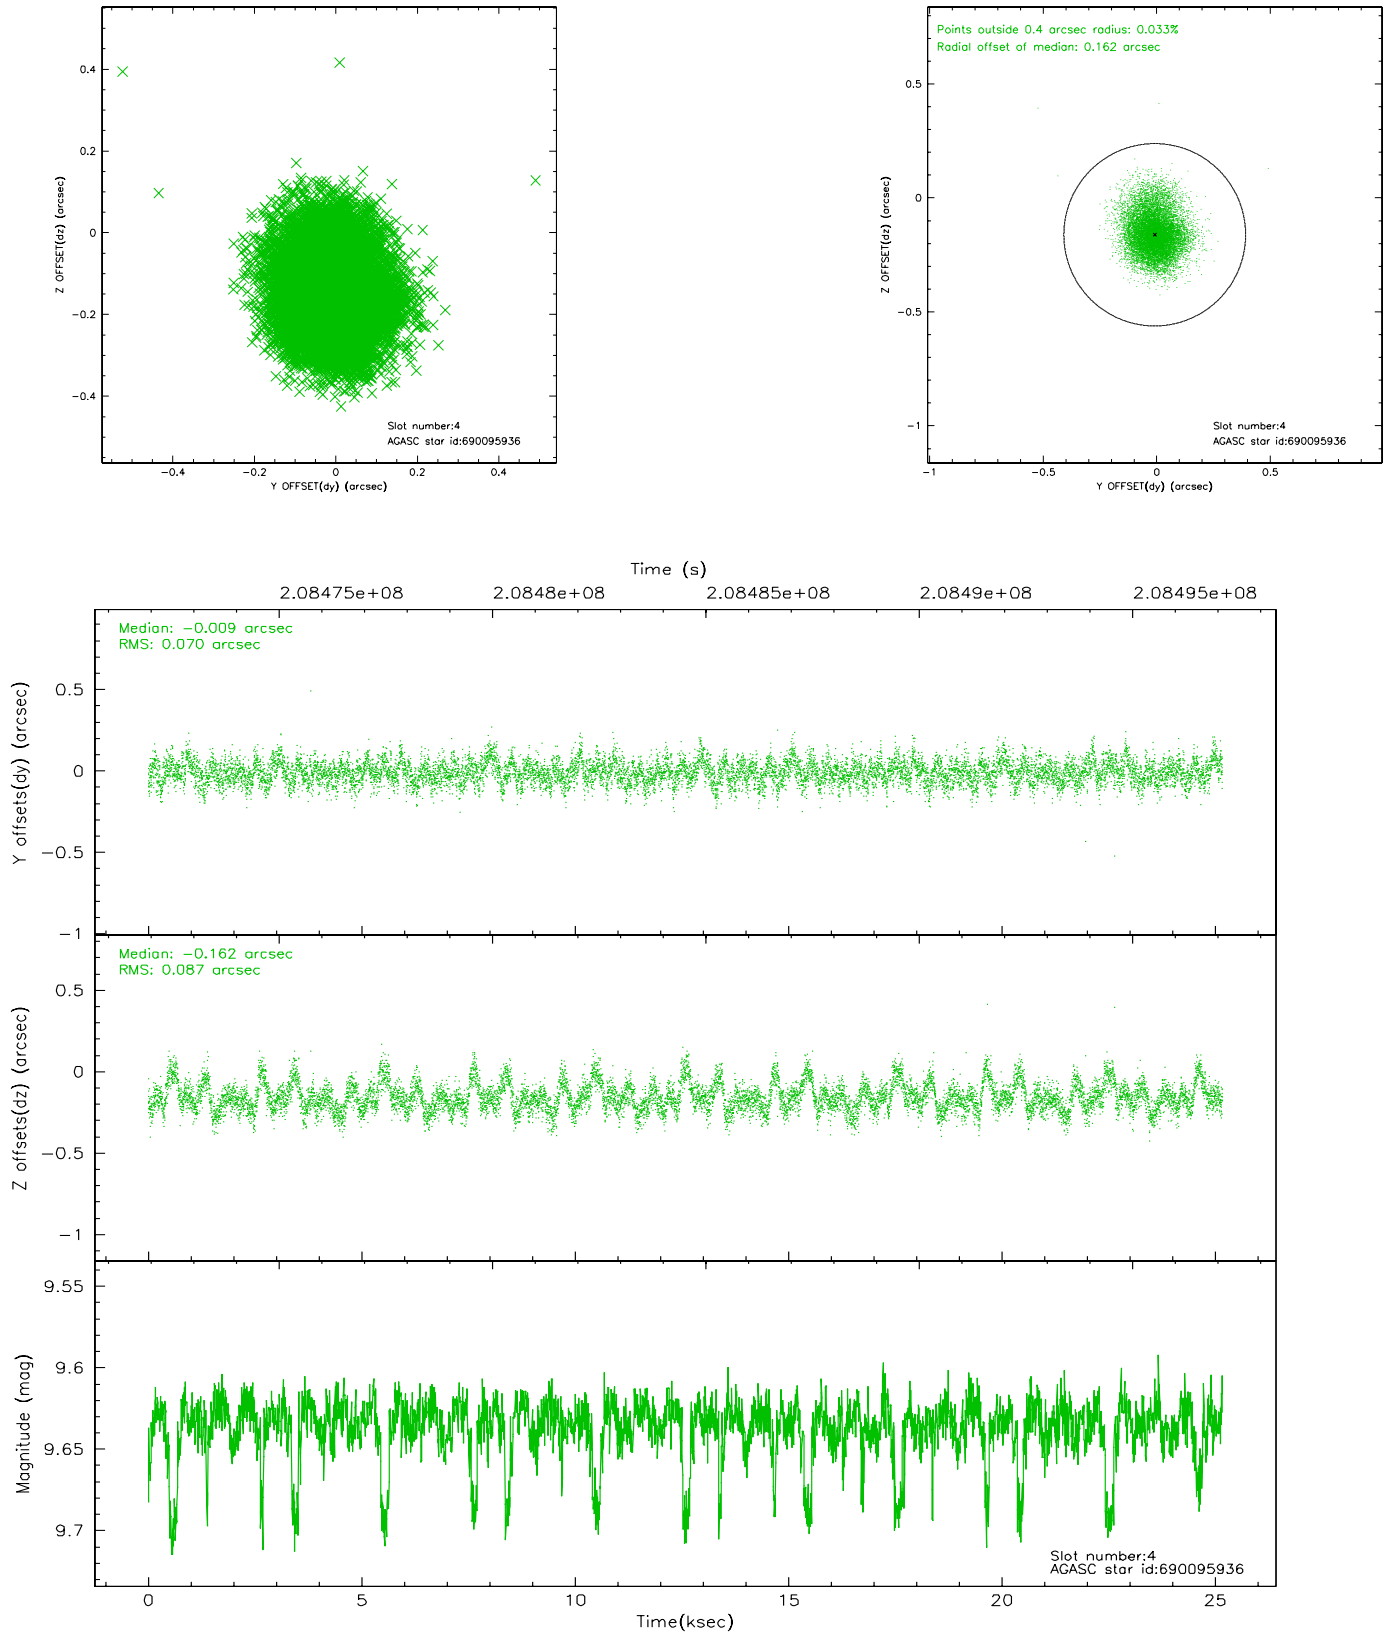 0.4
0.2
0
−0.2
−0.4
Z OFFSET(dz) (arcsec)
−0.4
−0.2
0
0.2
0.4
Y OFFSET(dy) (arcsec)
Slot number:4
AGASC star id:690095936
Points outside 0.4 arcsec radius: 0.033%
Radial offset of median: 0.162 arcsec
0.5
0
−0.5
−1
Z OFFSET(dz) (arcsec)
−1
−0.5
0
0.5
Y OFFSET(dy) (arcsec)
Slot number:4
AGASC star id:690095936
Time (s)
2.08475e+08
2.0848e+08
2.08485e+08
2.0849e+08
2.08495e+08
Median: −0.009 arcsec
RMS: 0.070 arcsec
0.5
0
−0.5
−1
Y offsets(dy) (arcsec)
Median: −0.162 arcsec
RMS: 0.087 arcsec
0.5
0
−0.5
−1
Z offsets(dz) (arcsec)
9.55
9.6
9.65
9.7
Magnitude (mag)
Slot number:4
AGASC star id:690095936
0
5
10
15
20
25
Time(ksec)